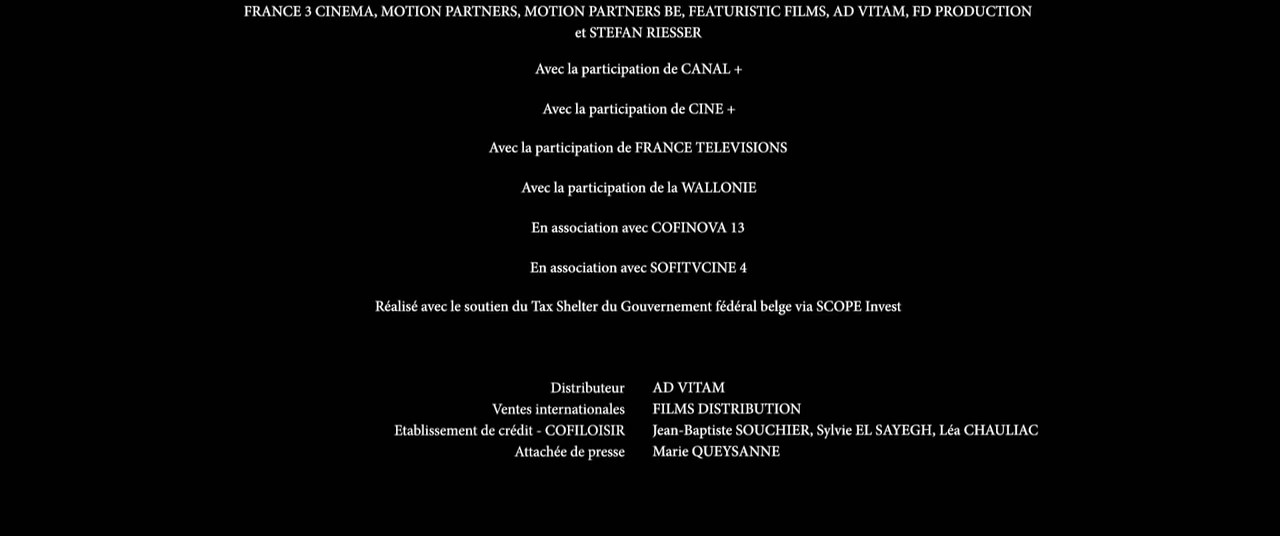 FRANCE 3 CINEMA, MOTION PARTNERS, MOTION PARTNERS BE, FEATURISTIC FILMS, AD VITAM, FD PRODUCTION
et STEFAN RIESSER
Avec la participation de CANAL +
Avec la participation de CINE +
Avec la participation de FRANCE TELEVISIONS
Avec la participation de la WALLONIE
En association avec COFINOVA 13
En association avec SOFITVCINE 4
Réalisé avec le soutien du Tax Shelter du Gouvernement fédéral belge via SCOPE Invest
Distributeur AD VITAM
Ventes internationales FILMS DISTRIBUTION
Etablissement de crédit - COFILOISIR Jean-Baptiste SOUCHIER, Sylvie EL SAYEGH, Léa CHAULIAC
Attachée de presse Marie QUEYSANNE